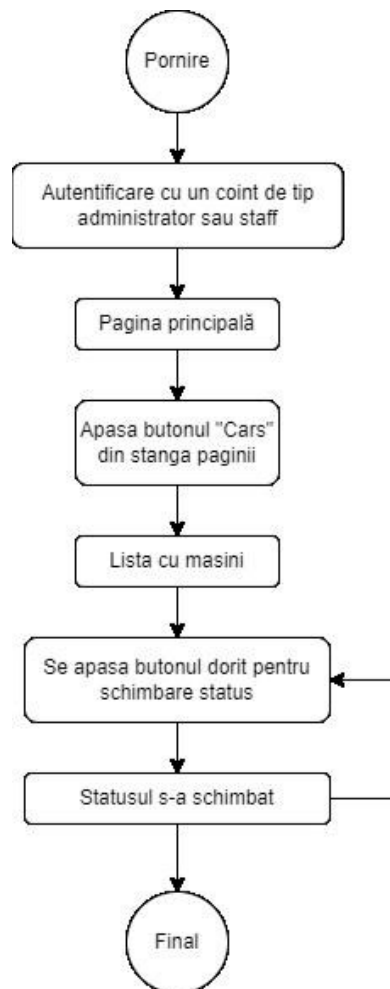 Pornire
Autentificare cu un coint de tip
administrator sau staff
Pagina principală
Apasa butonul "Cars"
din stanga paginii
Lista cu masini
Se apasa butonul dorit pentru
schimbare status
Statusul s-a schimbat
Final